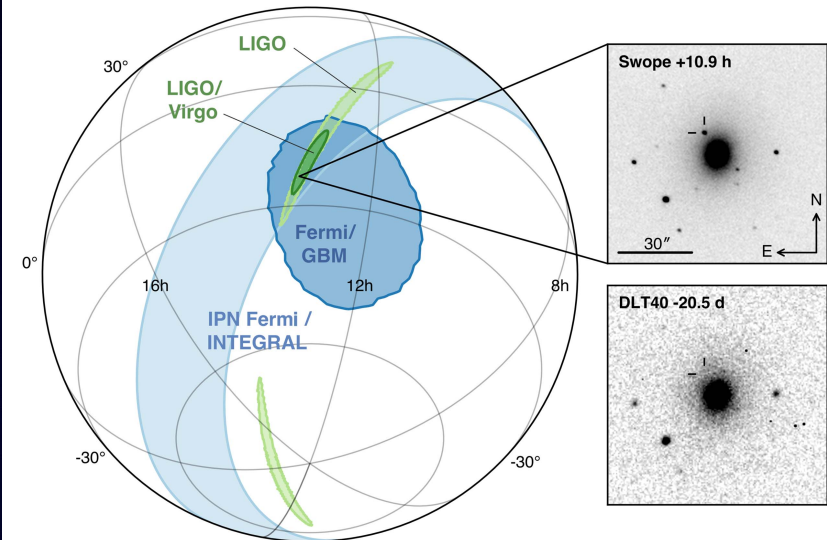 LIGO
30°
LIGO/
Virgo
Fermi/
GBM
0°
16h
12h
8h
IPN Fermi /
INTEGRAL
-30°
-30°
Swope +10.9 h
N
E
30″
DLT40 -20.5 d